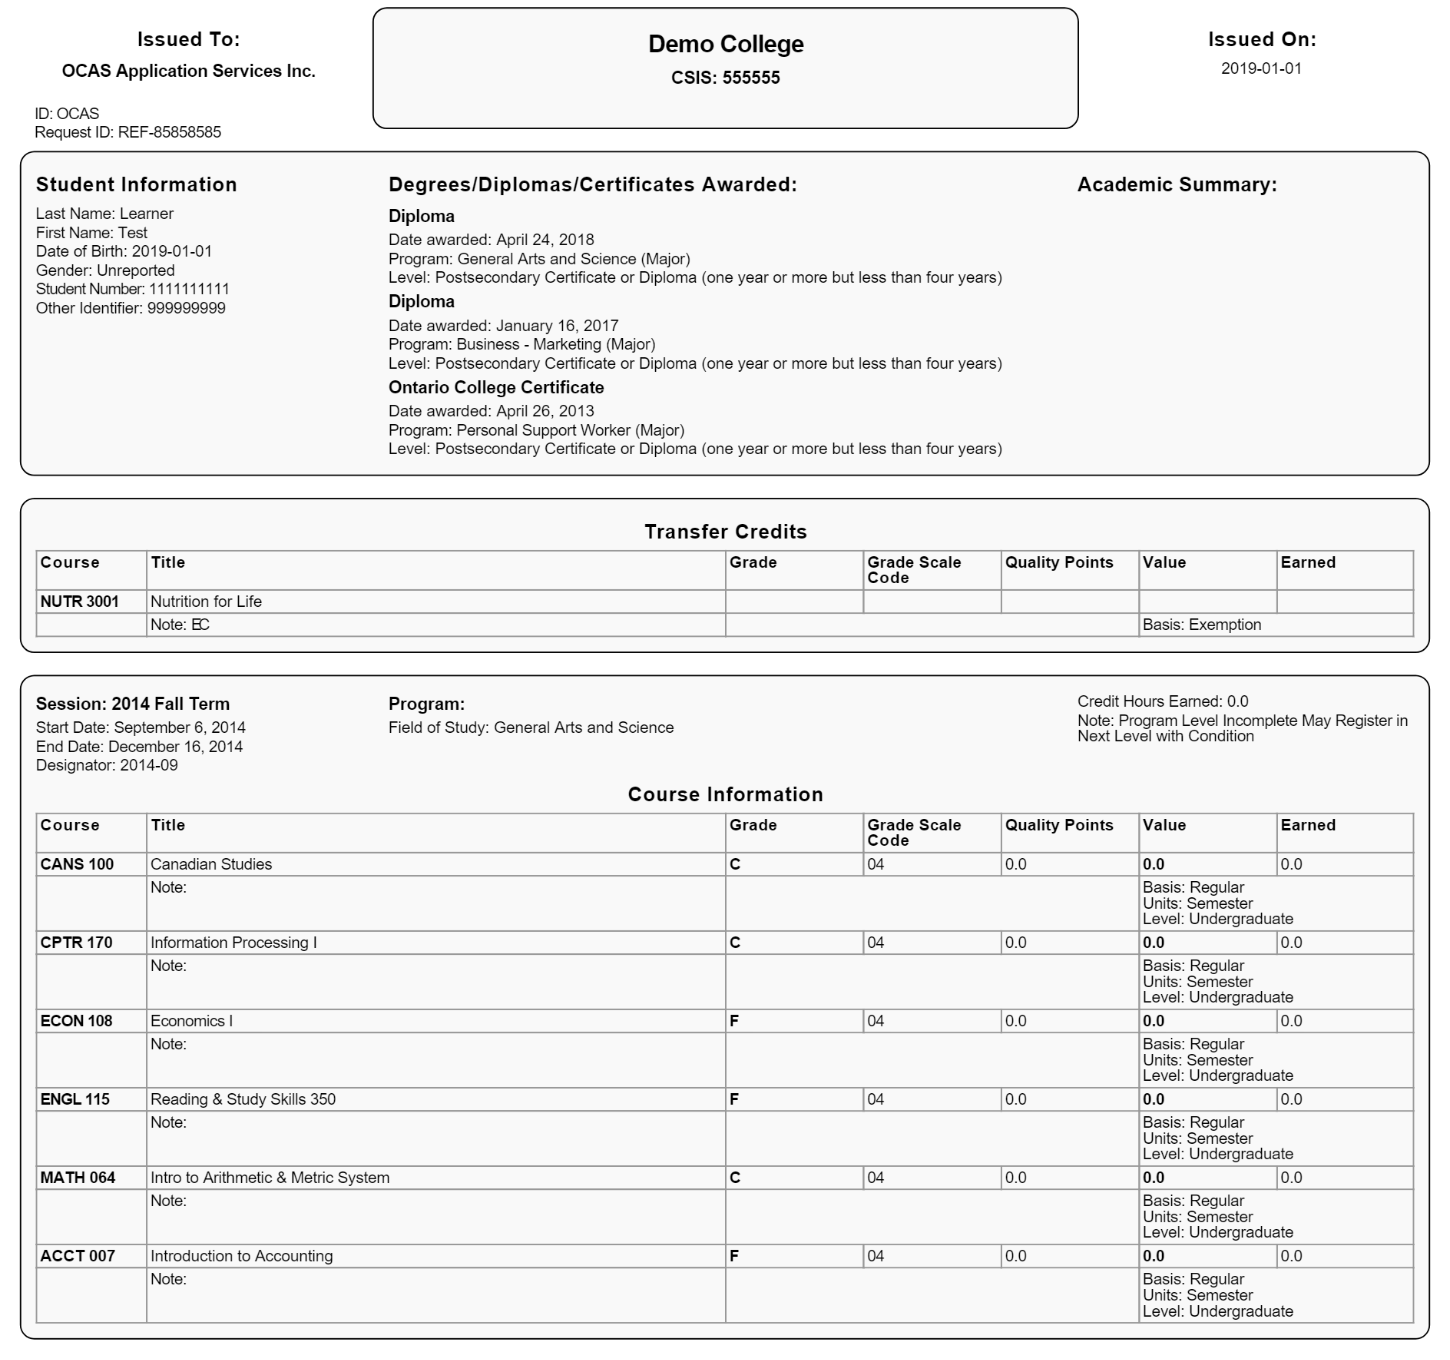 Issued To:
OCAS Application Services Inc.
ID: OCAS
Request ID: REF-85858585
Demo College
CSIS: 555555
Issued On:
2019-01-01
Student Information
Last Name: Learner
First Name: Test
Date of Birth: 2019-01-01
Gender: Unreported
Student Number: 1111111111
Other Identifier: 999999999
Degrees/Diplomas/Certificates Awarded:
Diploma
Date awarded: April 24, 2018
Program: General Arts and Science (Major)
Level: Postsecondary Certificate or Diploma (one year or more but less than four years)
Diploma
Date awarded: January 16, 2017
Program: Business - Marketing (Major)
Level: Postsecondary Certificate or Diploma (one year or more but less than four years)
Ontario College Certificate
Date awarded: April 26, 2013
Program: Personal Support Worker (Major)
Level: Postsecondary Certificate or Diploma (one year or more but less than four years)
Academic Summary:
Transfer Credits
Course Title Grade Grade Scale Code Quality Points Value Earned
NUTR 3001 Nutrition for Life
Note: EC Basis: Exemption
Session: 2014 Fall Term
Start Date: September 6, 2014
End Date: December 16, 2014
Designator: 2014-09
Program:
Field of Study: General Arts and Science
Credit Hours Earned: 0.0
Note: Program Level Incomplete May Register in
Next Level with Condition
Course Information
Course Title Grade Grade Scale Code Quality Points Value Earned
CANS 100 Canadian Studies C 04 0.0 0.0 0.0
Note: Basis: Regular
Units: Semester
Level: Undergraduate
CPTR 170 Information Processing I C 04 0.0 0.0 0.0
Note: Basis: Regular
Units: Semester
Level: Undergraduate
ECON 108 Economics I F 04 0.0 0.0 0.0
Note: Basis: Regular
Units: Semester
Level: Undergraduate
ENGL 115 Reading & Study Skills 350 F 04 0.0 0.0 0.0
Note: Basis: Regular
Units: Semester
Level: Undergraduate
MATH 064 Intro to Arithmetic & Metric System C 04 0.0 0.0 0.0
Note: Basis: Regular
Units: Semester
Level: Undergraduate
ACCT 007 Introduction to Accounting F 04 0.0 0.0 0.0
Note: Basis: Regular
Units: Semester
Level: Undergraduate